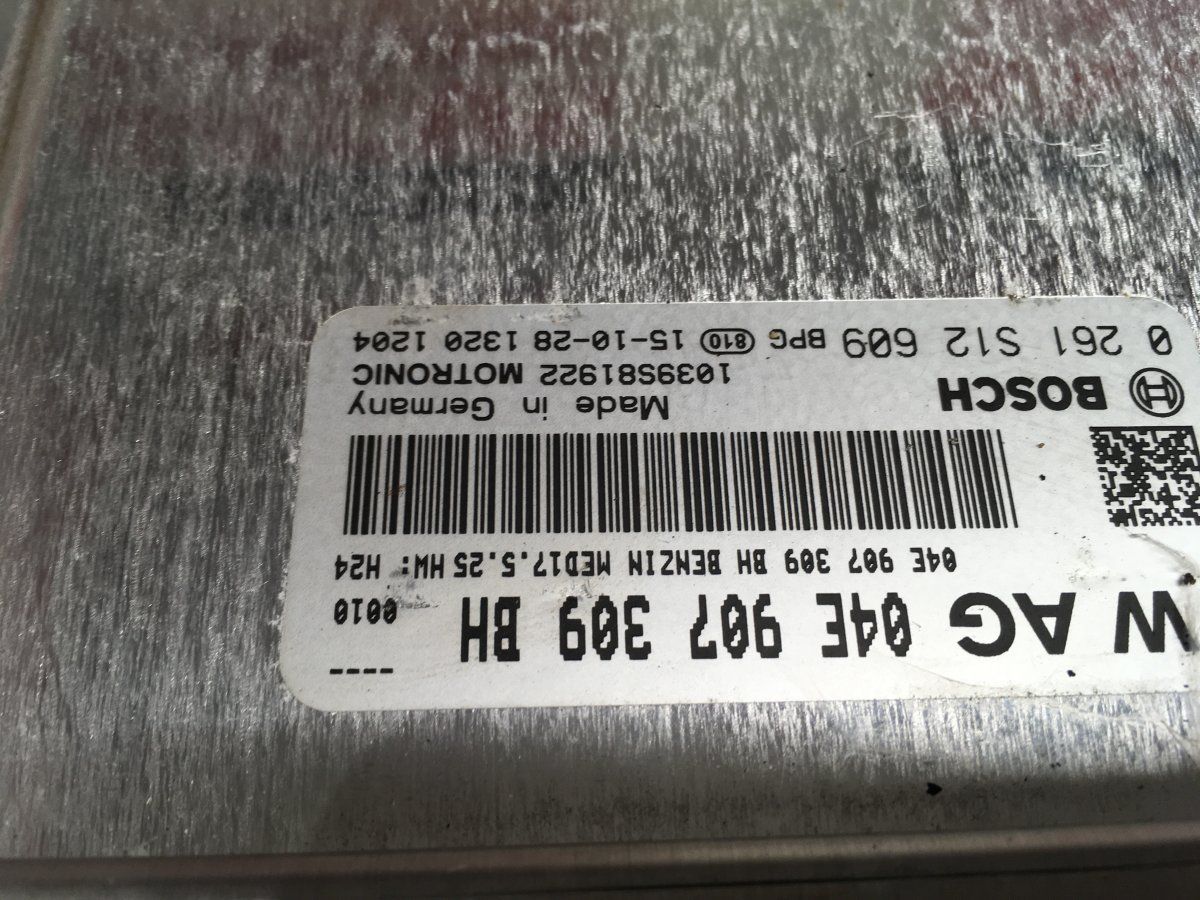 ----
W AG 04E 907 309 BH 0010
04E 907 309 BH BENZIN MED17.5.25 HW: H24
BOSCH Made in Germany
1039S81922 MOTRONIC
0 261 S12 609 BPG 810 15-10-28 1320 1204